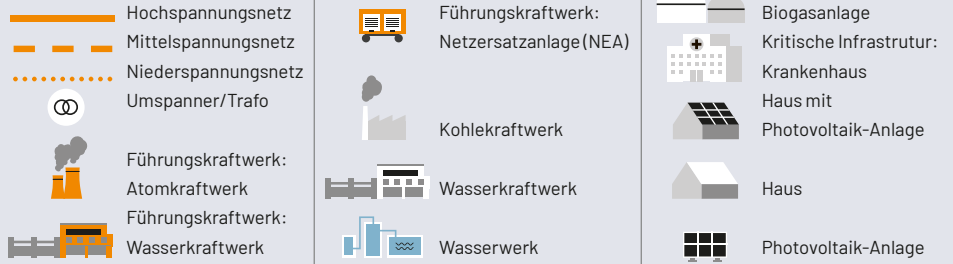 Hochspannungsnetz
Mittelspannungsnetz
Niederspannungsnetz
Umspanner/Trafo
Führungskraftwerk:
Atomkraftwerk
Führungskraftwerk:
Wasserkraftwerk
Führungskraftwerk:
Netzersatzanlage (NEA)
Kohlekraftwerk
Wasserkraftwerk
Wasserwerk
Biogasanlage
Kritische Infrastrutur:
Krankenhaus
Haus mit
Photovoltaik-Anlage
Haus
Photovoltaik-Anlage